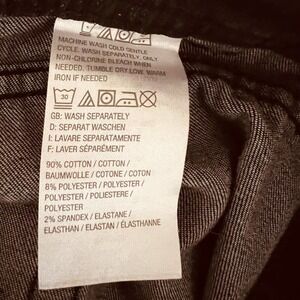 MACHINE WASH COLD GENTLE
CYCLE. WASH SEPARATELY, ONLY
NON-CHLORINE BLEACH WHEN
NEEDED, TUMBLE DRY LOW, WARM
IRON IF NEEDED
30
GB: WASH SEPARATELY
D: SEPARAT WASCHEN
I: LAVARE SEPARATAMENTE
F: LAVER SÉPARÉMENT
90% COTTON / COTTON /
BAUMWOLLE / COTONE / COTON
8% POLYESTER / POLYESTER /
POLYESTER / POLIESTERE /
POLYESTER
2% SPANDEX / ELASTANE /
ELASTHAN / ELASTAN / ÉLASTHANNE